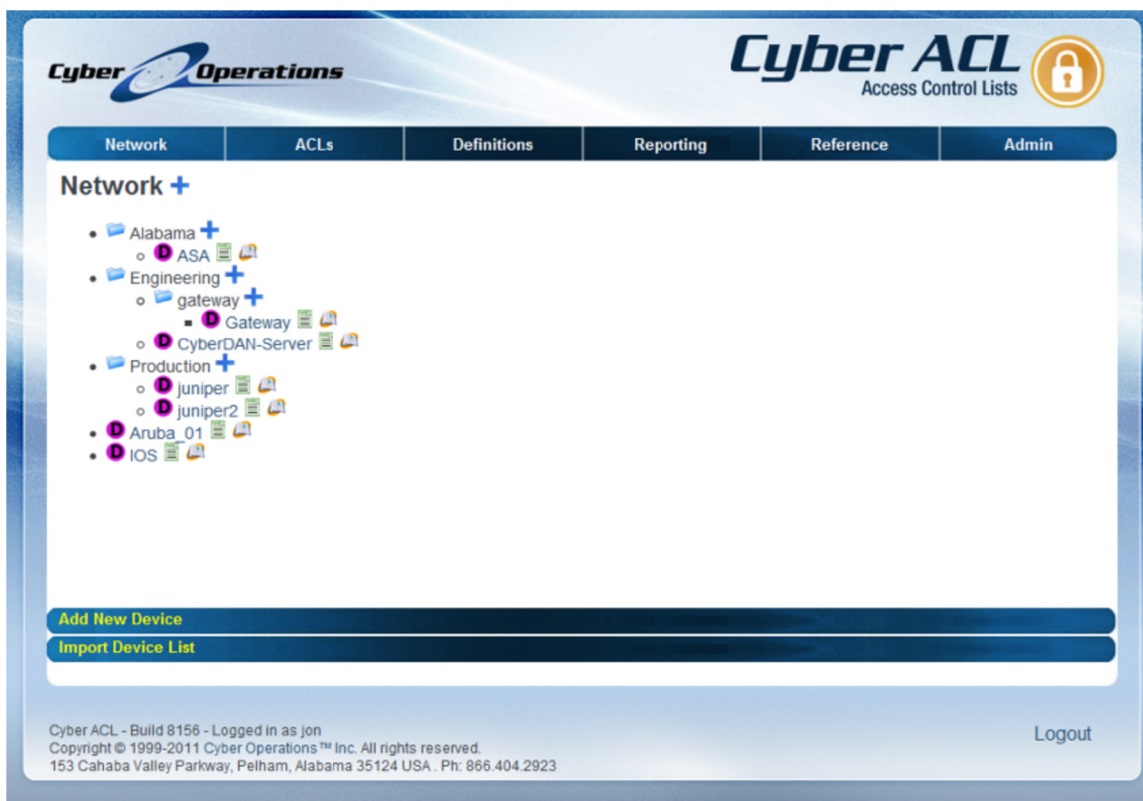 Cyber Operations
Cyber ACL
Access Control Lists
Network ACLs Definitions Reporting Reference Admin
Network
Alabama
D ASA
Engineering
gateway
D Gateway
D CyberDAN-Server
Production
D juniper
D juniper2
D Aruba_01
D IOS
Add New Device
Import Device List
Cyber ACL - Build 8156 - Logged in as jon
Logout
Copyright © 1999-2011 Cyber Operations™ Inc. All rights reserved.
153 Cahaba Valley Parkway, Pelham, Alabama 35124 USA . Ph: 866.404.2923